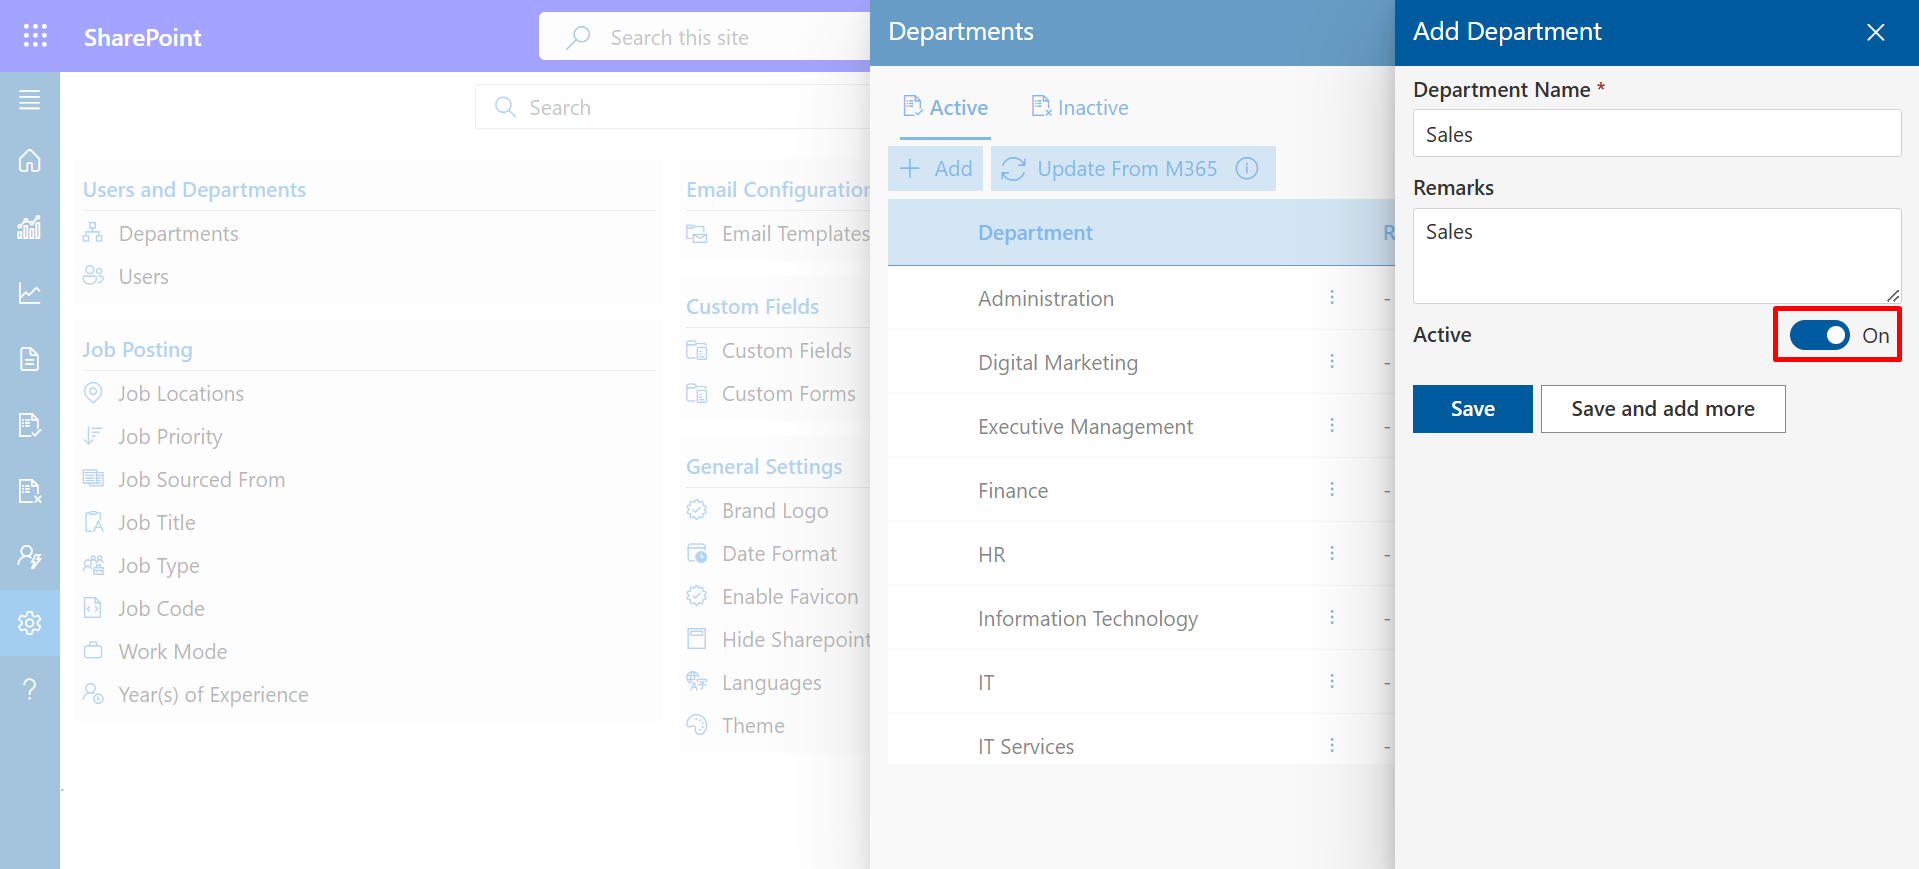 SharePoint
Search this site
Search
Users and Departments
Departments
Users
Job Posting
Job Locations
Job Priority
Job Sourced From
Job Title
Job Type
Job Code
Work Mode
Year(s) of Experience
Email Configuration
Email Templates
Custom Fields
Custom Fields
Custom Forms
General Settings
Brand Logo
Date Format
Enable Favicon
Hide Sharepoint
Languages
Theme
Departments
Active
Inactive
Add
Update From M365
Department R
Administration -
Digital Marketing -
Executive Management -
Finance -
HR -
Information Technology -
IT -
IT Services -
Add Department
Department Name *
Sales
Remarks
Sales
Active
On
Save
Save and add more